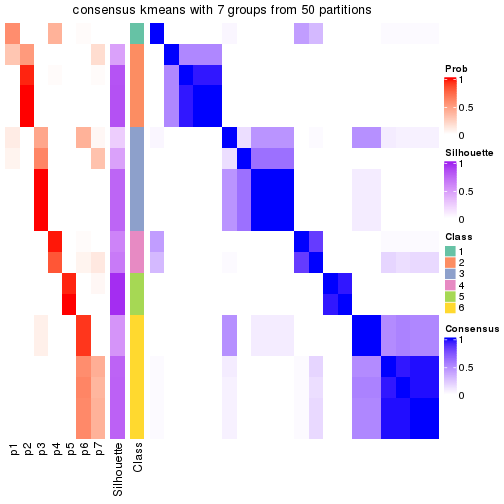 consensus kmeans with 7 groups from 50 partitions
Prob
1
0.5
0
Silhouette
1
0.5
0
Class
1
2
3
4
5
6
Consensus
1
0.5
0
p1
p2
p3
p4
p5
p6
p7
Silhouette
Class